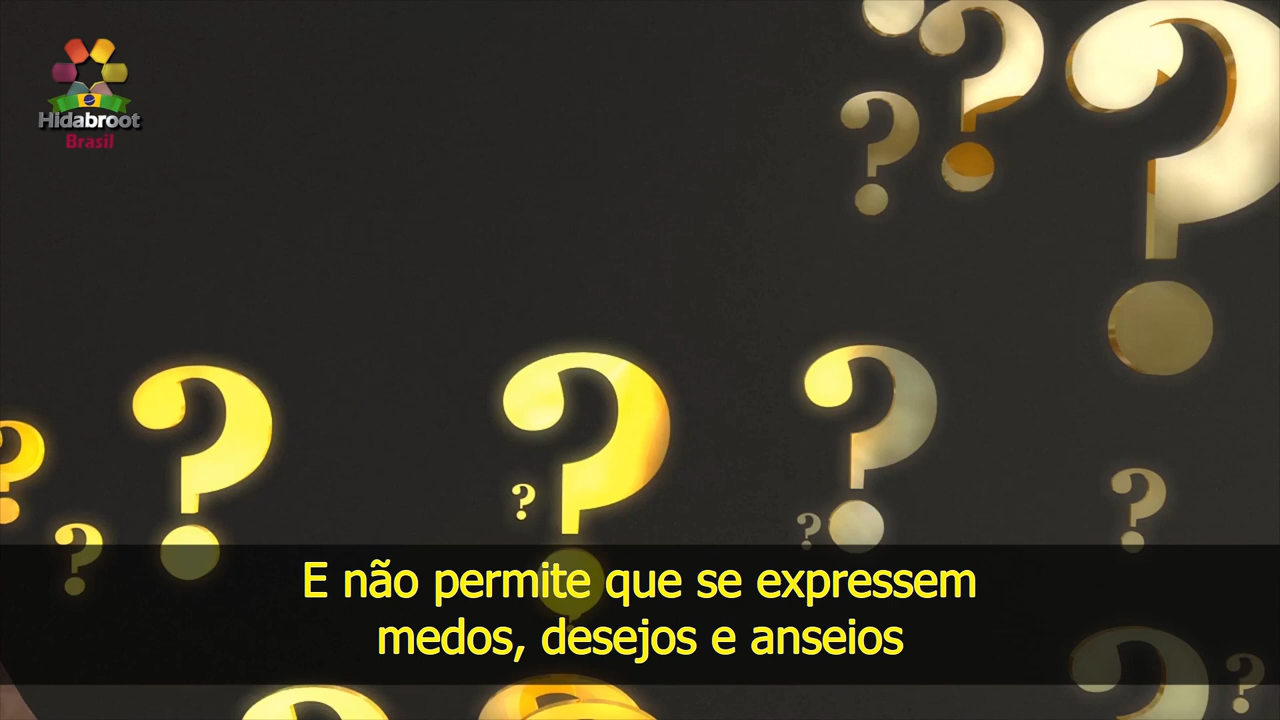 Hidabroot
Brasil
E não permite que se expressem
medos, desejos e anseios